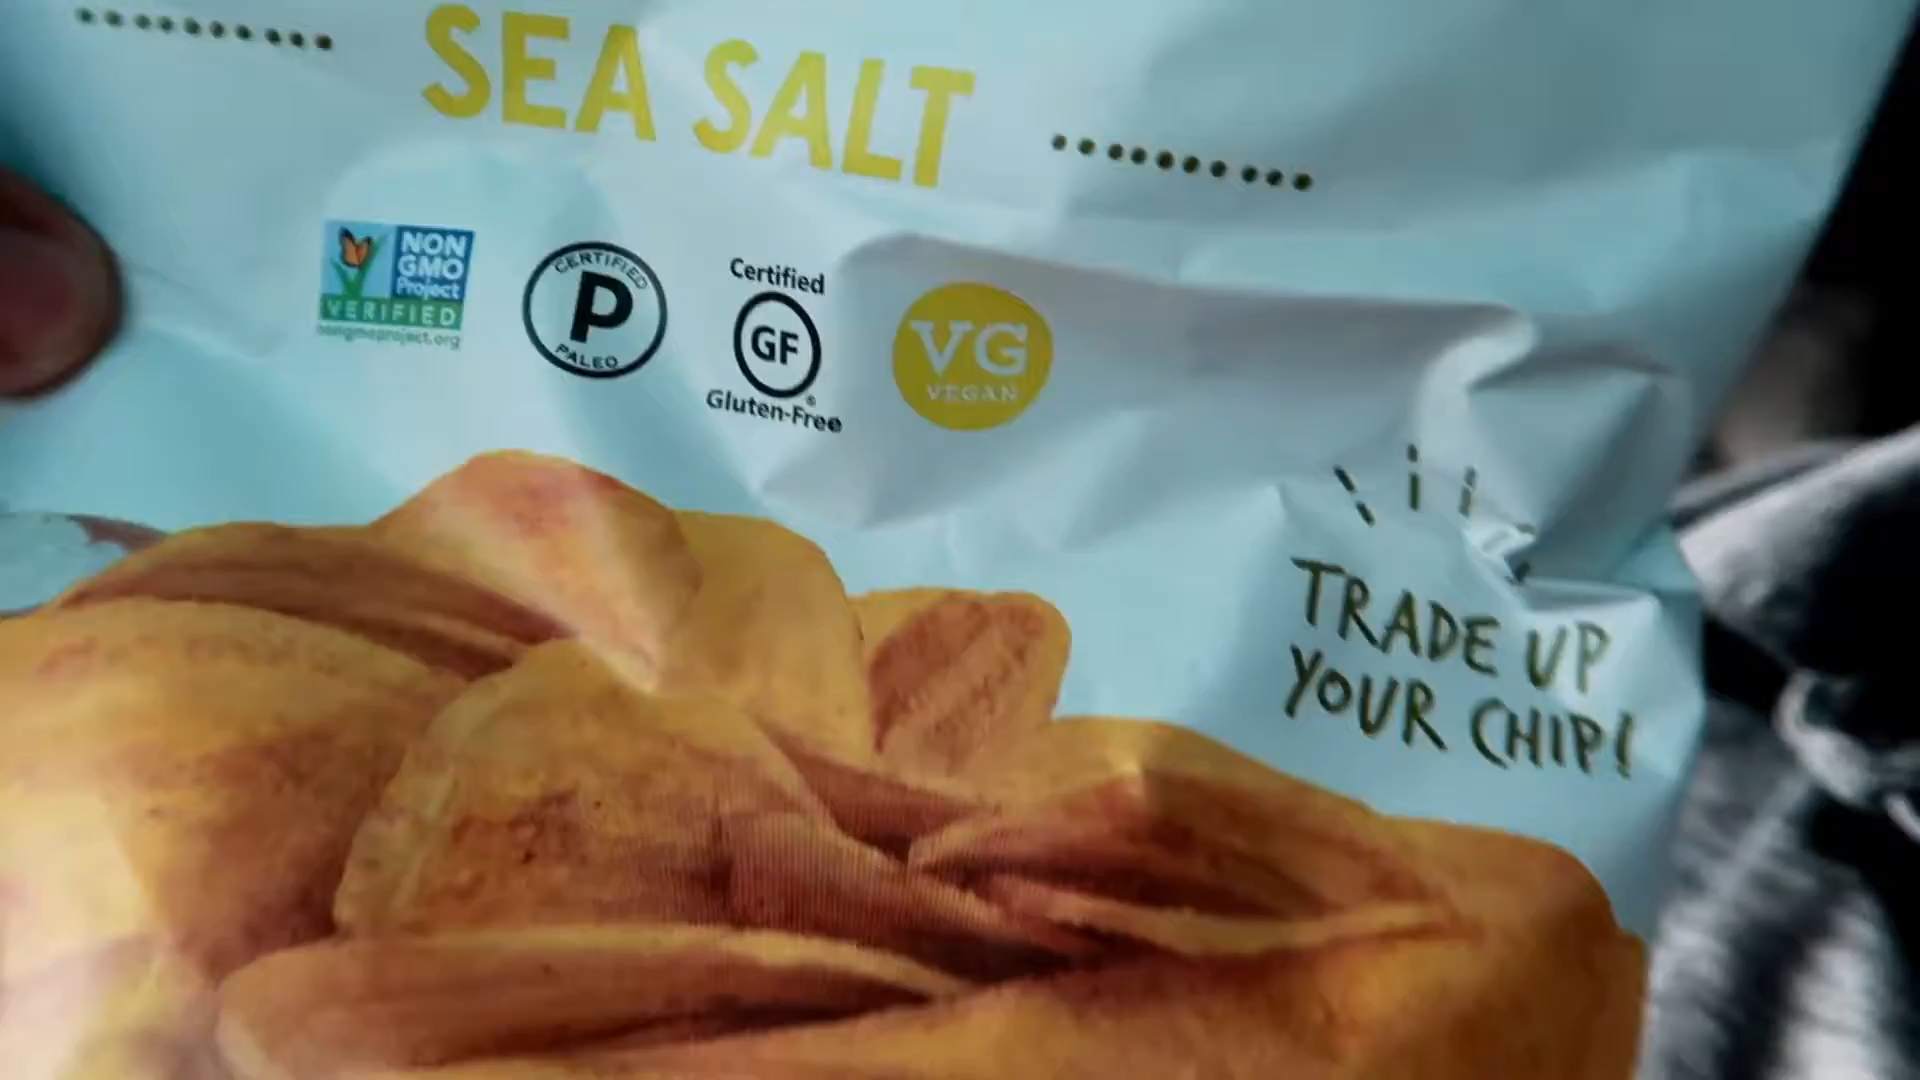 SEA SALT
NON
GMO
Project
VERIFIED
nongmoproject.org
CERTIFIED
P
PALEO
Certified
GF
®
Gluten-Free
VG
VEGAN
TRADE UP
YOUR CHIP!